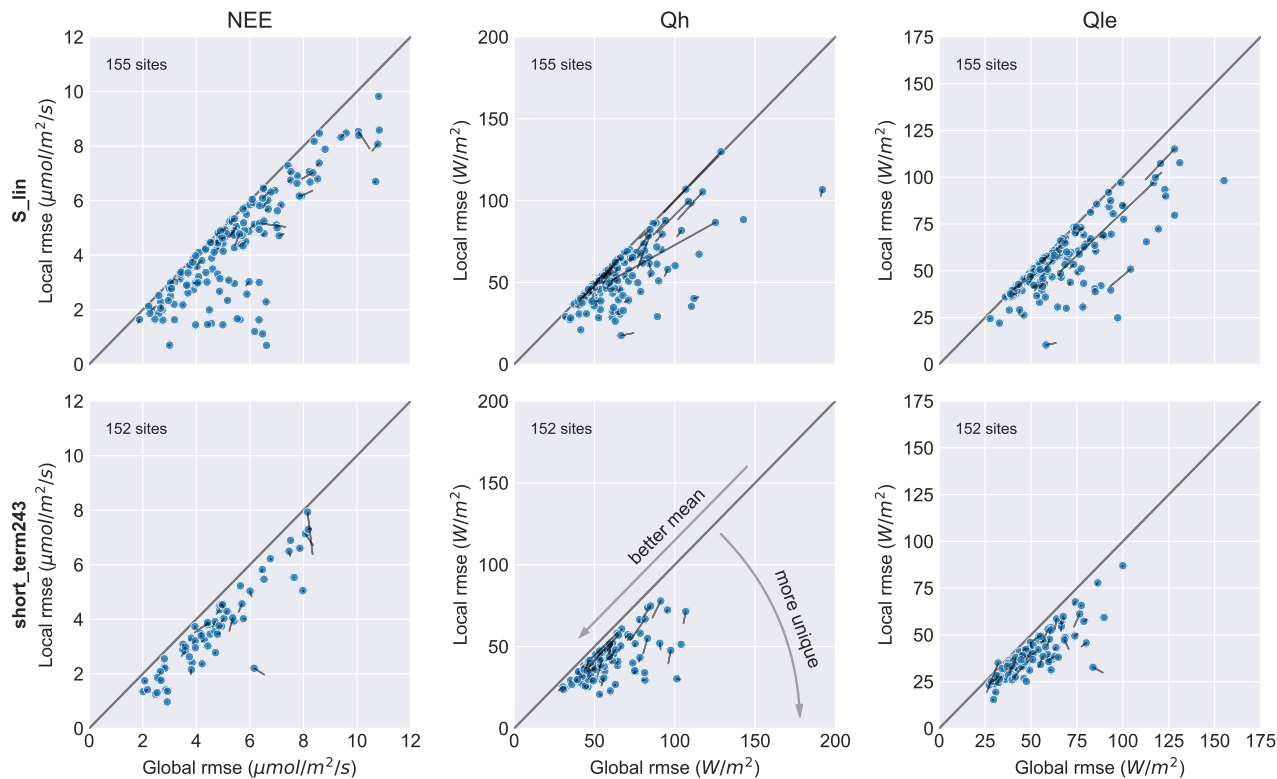 NEE
Qh
Qle
S_lin
Local rmse (μmol/m²/s)
12
10
8
6
4
2
0
155 sites
Local rmse (W/m²)
200
150
100
50
0
155 sites
Local rmse (W/m²)
175
150
125
100
75
50
25
0
155 sites
short_term243
Local rmse (μmol/m²/s)
12
10
8
6
4
2
0
152 sites
0 2 4 6 8 10 12
Global rmse (μmol/m²/s)
Local rmse (W/m²)
200
150
100
50
0
152 sites
better mean
more unique
0 50 100 150 200
Global rmse (W/m²)
Local rmse (W/m²)
175
150
125
100
75
50
25
0
152 sites
0 25 50 75 100 125 150 175
Global rmse (W/m²)